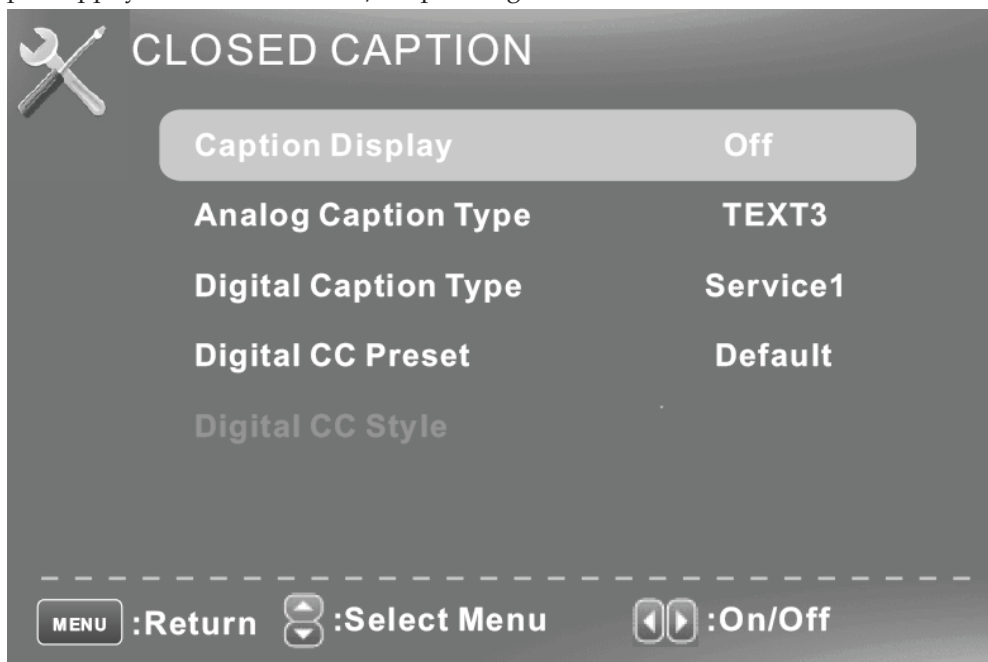 CLOSED CAPTION
Caption Display Off
Analog Caption Type TEXT3
Digital Caption Type Service1
Digital CC Preset Default
Digital CC Style
MENU :Return :Select Menu :On/Off